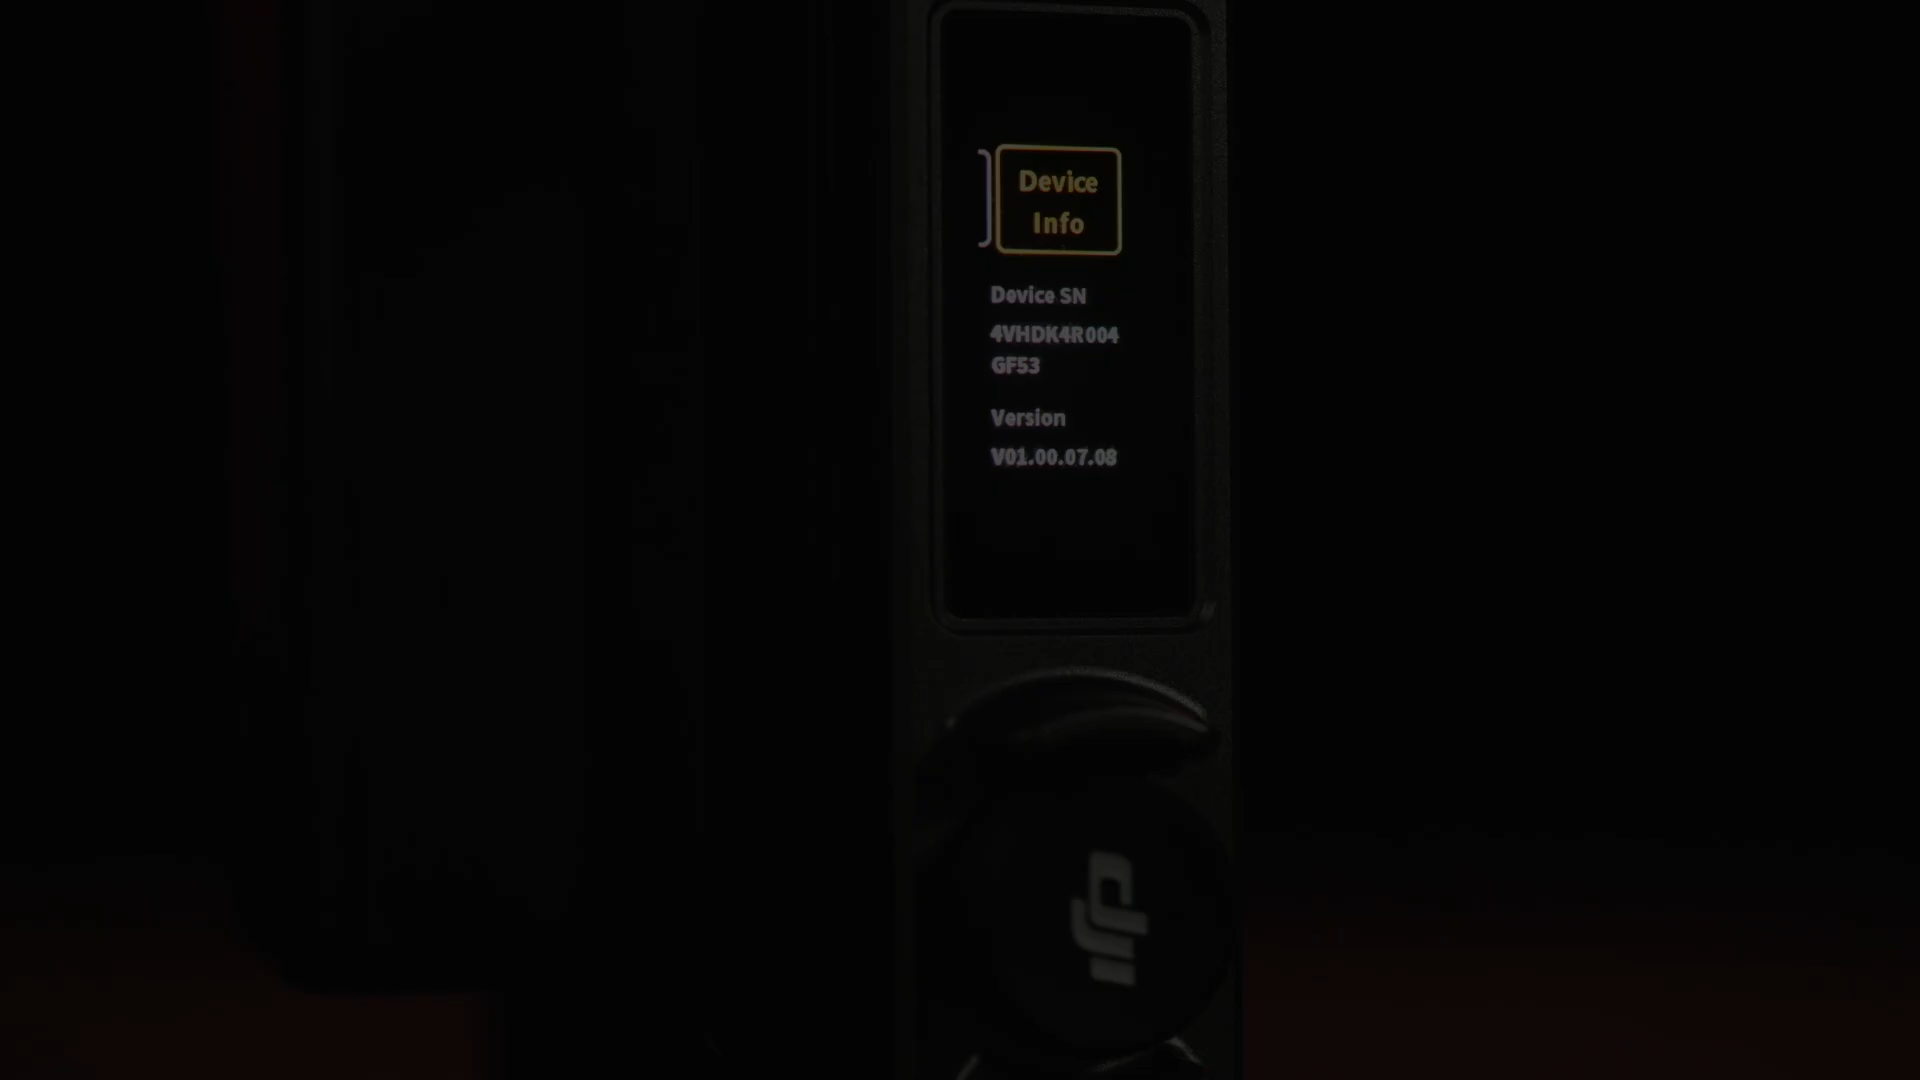 Device
Info
Device SN
4VHDK4R004
GF53
Version
V01.00.07.08
dji